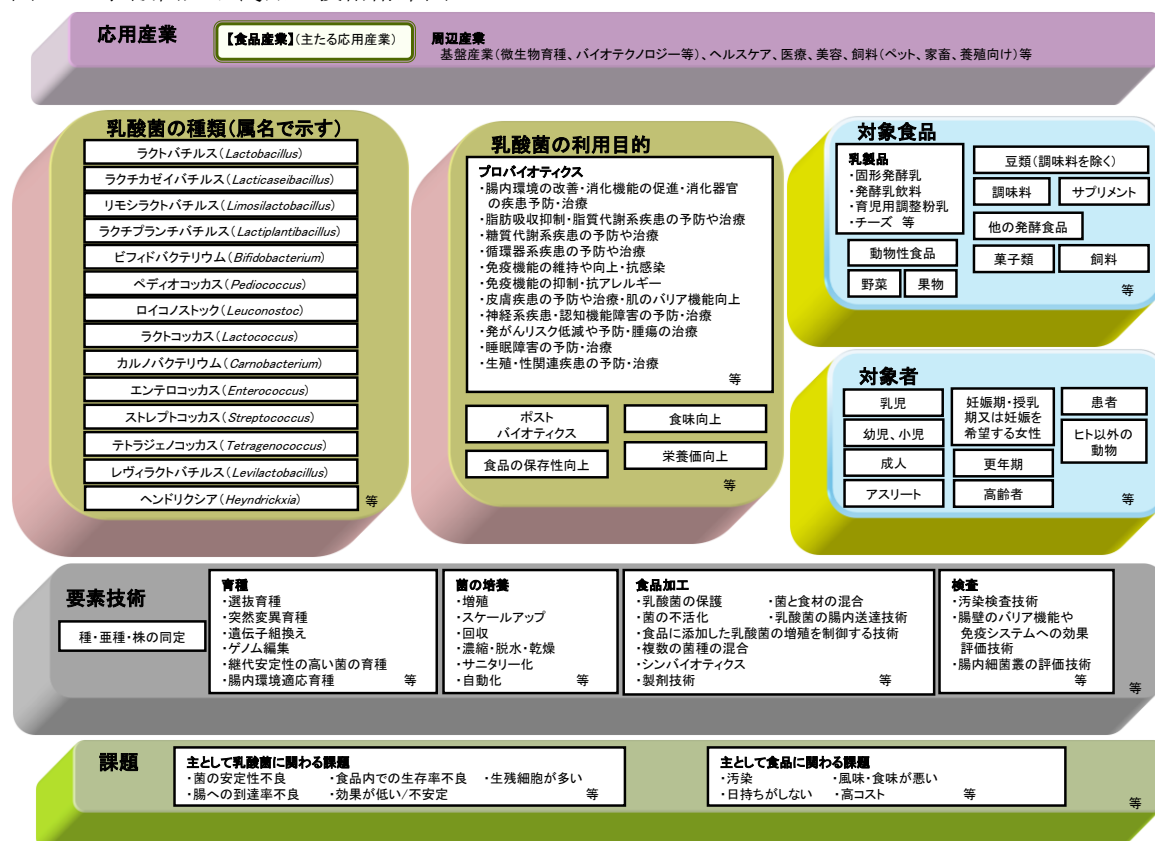 応用産業
【食品産業】(主たる応用産業)
周辺産業
基盤産業(微生物育種、バイオテクノロジー等)、ヘルスケア、医療、美容、飼料(ペット、家畜、養殖向け)等
乳酸菌の種類(属名で示す)
ラクトバチルス(Lactobacillus)
ラクチカゼイバチルス(Lacticaseibacillus)
リモシラクトバチルス(Limosilactobacillus)
ラクチプランチバチルス(Lactiplantibacillus)
ビフィドバクテリウム(Bifidobacterium)
ペディオコッカス(Pediococcus)
ロイコノストック(Leuconostoc)
ラクトコッカス(Lactococcus)
カルノバクテリウム(Carnobacterium)
エンテロコッカス(Enterococcus)
ストレプトコッカス(Streptococcus)
テトラジェノコッカス(Tetragenococcus)
レヴィラクトバチルス(Levilactobacillus)
ヘンドリクシア(Heyndrickxia)
等
乳酸菌の利用目的
プロバイオティクス
・腸内環境の改善・消化機能の促進・消化器官
の疾患予防・治療
・脂肪吸収抑制・脂質代謝系疾患の予防や治療
・糖質代謝系疾患の予防や治療
・循環器系疾患の予防や治療
・免疫機能の維持や向上・抗感染
・免疫機能の抑制・抗アレルギー
・皮膚疾患の予防や治療・肌のバリア機能向上
・神経系疾患・認知機能障害の予防・治療
・発がんリスク低減や予防・腫瘍の治療
・睡眠障害の予防・治療
・生殖・性関連疾患の予防・治療
等
ポスト
バイオティクス
食味向上
食品の保存性向上
栄養価向上
等
対象食品
乳製品
・固形発酵乳
・発酵乳飲料
・育児用調整粉乳
・チーズ 等
豆類(調味料を除く)
調味料
サプリメント
他の発酵食品
動物性食品
菓子類
飼料
野菜
果物
等
対象者
乳児
妊娠期・授乳
期又は妊娠を
希望する女性
患者
幼児、小児
ヒト以外の
動物
成人
更年期
アスリート
高齢者
等
要素技術
種・亜種・株の同定
育種
・選抜育種
・突然変異育種
・遺伝子組換え
・ゲノム編集
・継代安定性の高い菌の育種
・腸内環境適応育種 等
菌の培養
・増殖
・スケールアップ
・回収
・濃縮・脱水・乾燥
・サニタリー化
・自動化 等
食品加工
・乳酸菌の保護 ・菌と食材の混合
・菌の不活化 ・乳酸菌の腸内送達技術
・食品に添加した乳酸菌の増殖を制御する技術
・複数の菌種の混合
・シンバイオティクス
・製剤技術 等
検査
・汚染検査技術
・腸壁のバリア機能や
免疫システムへの効果
評価技術
・腸内細菌叢の評価技術
等
等
課題
主として乳酸菌に関わる課題
・菌の安定性不良 ・食品内での生存率不良 ・生残細胞が多い
・腸への到達率不良 ・効果が低い/不安定 等
主として食品に関わる課題
・汚染 ・風味・食味が悪い
・日持ちがしない ・高コスト 等
等